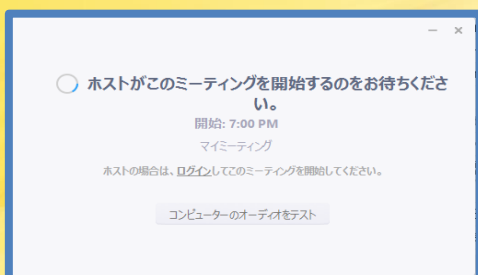 ホストがこのミーティングを開始するのをお待ちくださ
い。
開始: 7:00 PM
マイミーティング
ホストの場合は、ログインしてこのミーティングを開始してください。
コンピューターのオーディオをテスト